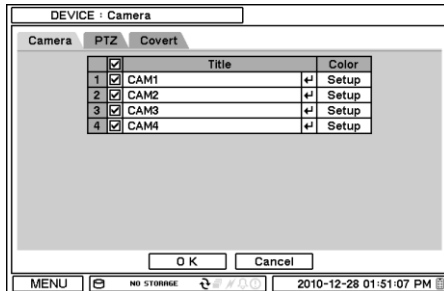 DEVICE : Camera
Camera PTZ Covert
Title Color
1 CAM1 Setup
2 CAM2 Setup
3 CAM3 Setup
4 CAM4 Setup
OK Cancel
MENU NO STORAGE 2010-12-28 01:51:07 PM